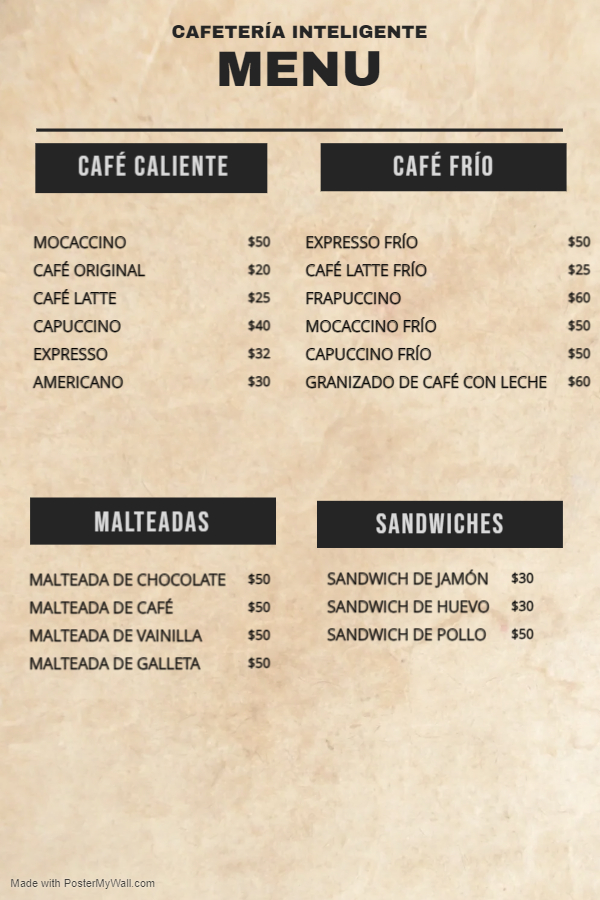 CAFETERÍA INTELIGENTE
MENU
CAFÉ CALIENTE
MOCACCINO $50
CAFÉ ORIGINAL $20
CAFÉ LATTE $25
CAPUCCINO $40
EXPRESSO $32
AMERICANO $30
CAFÉ FRÍO
EXPRESSO FRÍO $50
CAFÉ LATTE FRÍO $25
FRAPUCCINO $60
MOCACCINO FRÍO $50
CAPUCCINO FRÍO $50
GRANIZADO DE CAFÉ CON LECHE $60
MALTEADAS
MALTEADA DE CHOCOLATE $50
MALTEADA DE CAFÉ $50
MALTEADA DE VAINILLA $50
MALTEADA DE GALLETA $50
SANDWICHES
SANDWICH DE JAMÓN $30
SANDWICH DE HUEVO $30
SANDWICH DE POLLO $50
Made with PosterMyWall.com